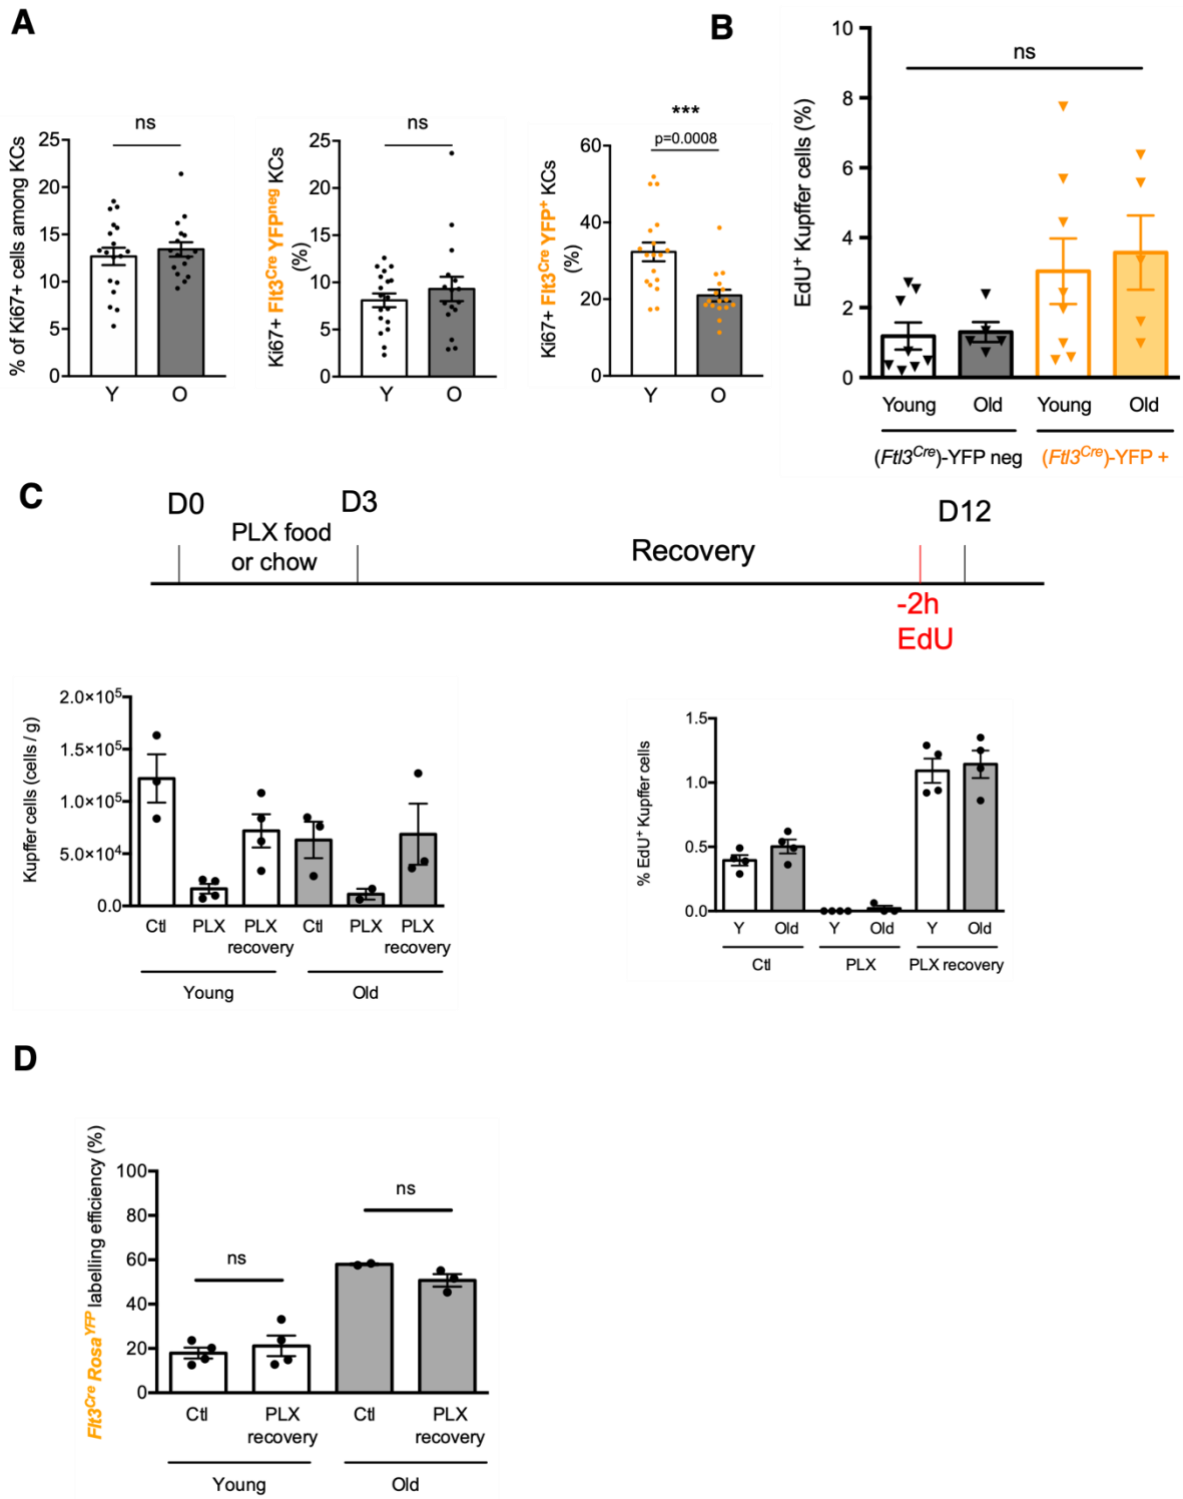 A
% of Ki67+ cells among KCs
25
20
15
10
5
0
ns
Y
O
Ki67+ Flt3Cre YFPneg KCs
(%)
25
20
15
10
5
0
ns
Y
O
Ki67+ Flt3Cre YFP+ KCs
(%)
60
40
20
0
***
p=0.0008
Y
O
B
EdU+ Kupffer cells (%)
10
8
6
4
2
0
ns
Young
Old
Young
Old
(Ftl3Cre)-YFP neg
(Ftl3Cre)-YFP +
C
D0
PLX food
or chow
D3
Recovery
D12
-2h
EdU
Kupffer cells (cells / g)
2.0×105
1.5×105
1.0×105
5.0×104
0.0
Ctl
PLX
PLX
recovery
Ctl
PLX
PLX
recovery
Young
Old
% EdU+ Kupffer cells
1.5
1.0
0.5
0.0
Y
Old
Y
Old
Y
Old
Ctl
PLX
PLX recovery
D
Flt3Cre RosaYFP labelling efficiency (%)
100
80
60
40
20
0
ns
ns
Ctl
PLX
recovery
Ctl
PLX
recovery
Young
Old